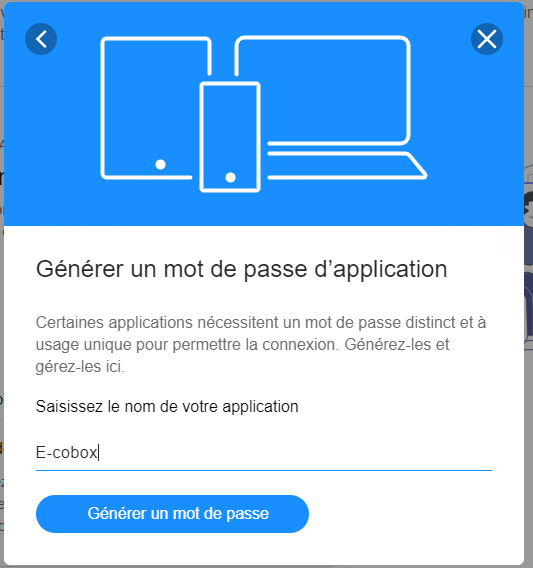 Générer un mot de passe d’application
Certaines applications nécessitent un mot de passe distinct et à
usage unique pour permettre la connexion. Générez-les et
gérez-les ici.
Saisissez le nom de votre application
E-cobox
Générer un mot de passe